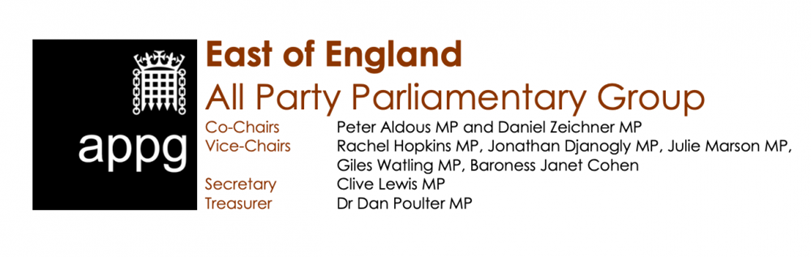 East of England
All Party Parliamentary Group
appg
Co-Chairs Peter Aldous MP and Daniel Zeichner MP
Vice-Chairs Rachel Hopkins MP, Jonathan Djanogly MP, Julie Marson MP,
Giles Watling MP, Baroness Janet Cohen
Secretary Clive Lewis MP
Treasurer Dr Dan Poulter MP